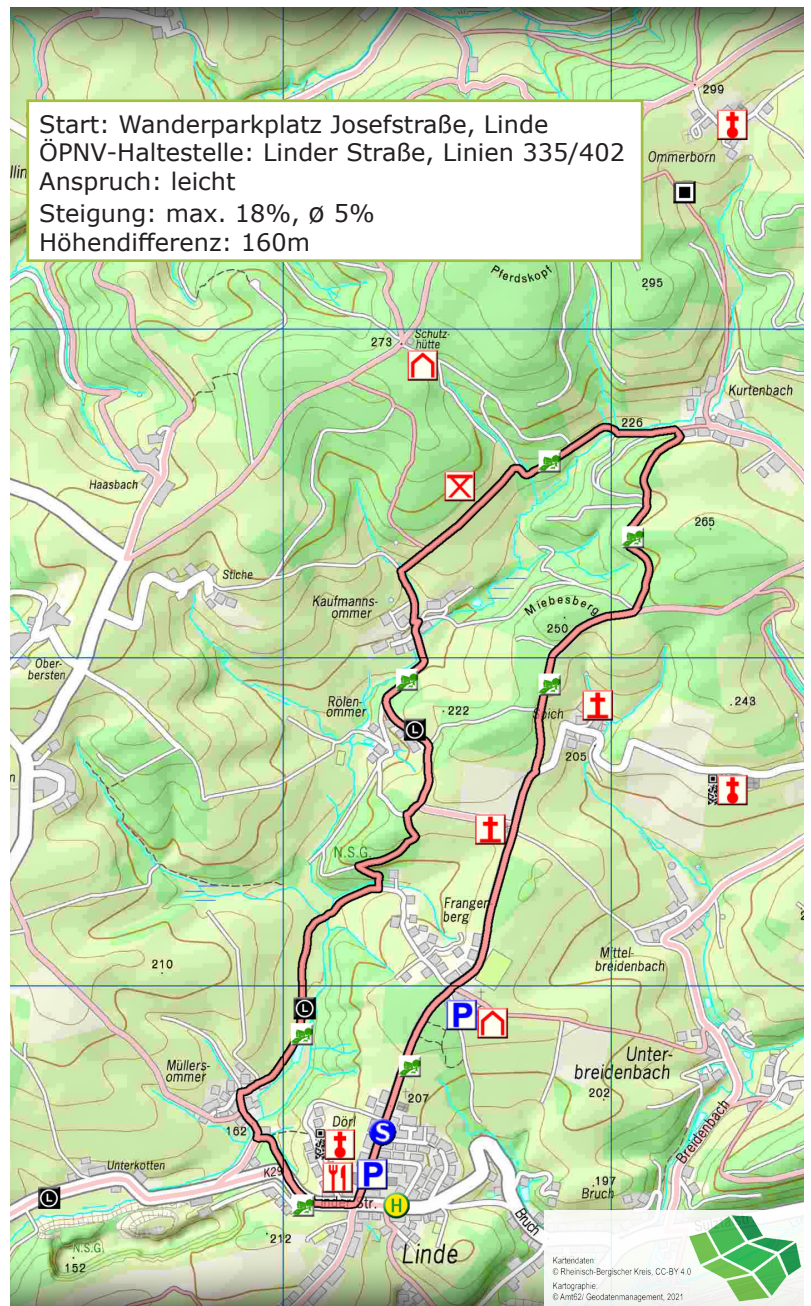 Start: Wanderparkplatz Josefstraße, Linde
ÖPNV-Haltestelle: Linder Straße, Linien 335/402
Anspruch: leicht
Steigung: max. 18%, ø 5%
Höhendifferenz: 160m
299
Ommerborn
Pferdskopf
295
273
Schutz-
hütte
Kurtenbach
226
Haasbach
265
Stiche
Kaufmanns-
ommer
Miebesberg
250
Ober-
bersten
Rölen-
ommer
222
Spich
243
205
N.S.G.
Frangen
berg
Mittel-
breidenbach
210
P
Müllers-
ommer
Unter-
breidenbach
207
202
Dörl
S
162
Breidenbach
Unterkotten
K29
P
197
Bruch
L
L
L
H
Str.
Bruch
212
Linde
N.S.G.
152
Kartendaten:
© Rheinisch-Bergischer Kreis, CC-BY 4.0
Kartographie:
© Amt62/ Geodatenmanagement, 2021